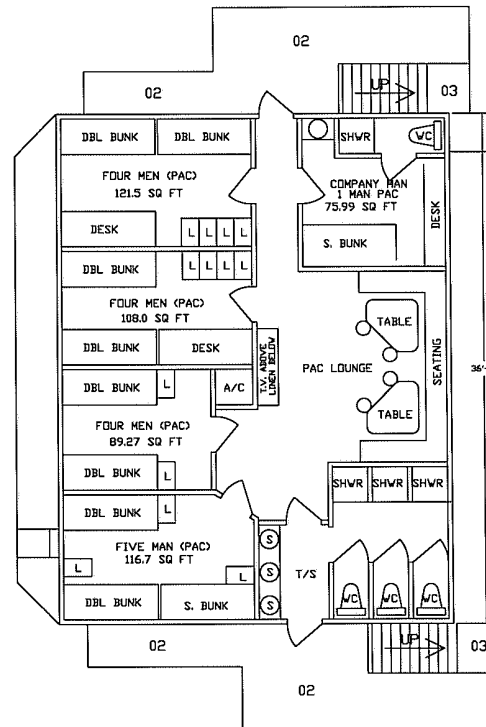 02
02
UP
03
DBL BUNK
DBL BUNK
SHWR
WC
FOUR MEN (PAC)
121.5 SQ FT
COMPANY MAN
1 MAN PAC
75.99 SQ FT
DESK
DESK
L L L L
S. BUNK
DBL BUNK
L L L L
FOUR MEN (PAC)
108.0 SQ FT
TABLE
DBL BUNK
DESK
T.V. ABOVE
LINEN BELOW
PAC LOUNGE
SEATING
DBL BUNK
L
A/C
TABLE
FOUR MEN (PAC)
89.27 SQ FT
DBL BUNK
L
SHWR
SHWR
SHWR
DBL BUNK
L
FIVE MAN (PAC)
116.7 SQ FT
S
S
S
T/S
L
L
DBL BUNK
S. BUNK
WC
WC
WC
02
UP
03
02